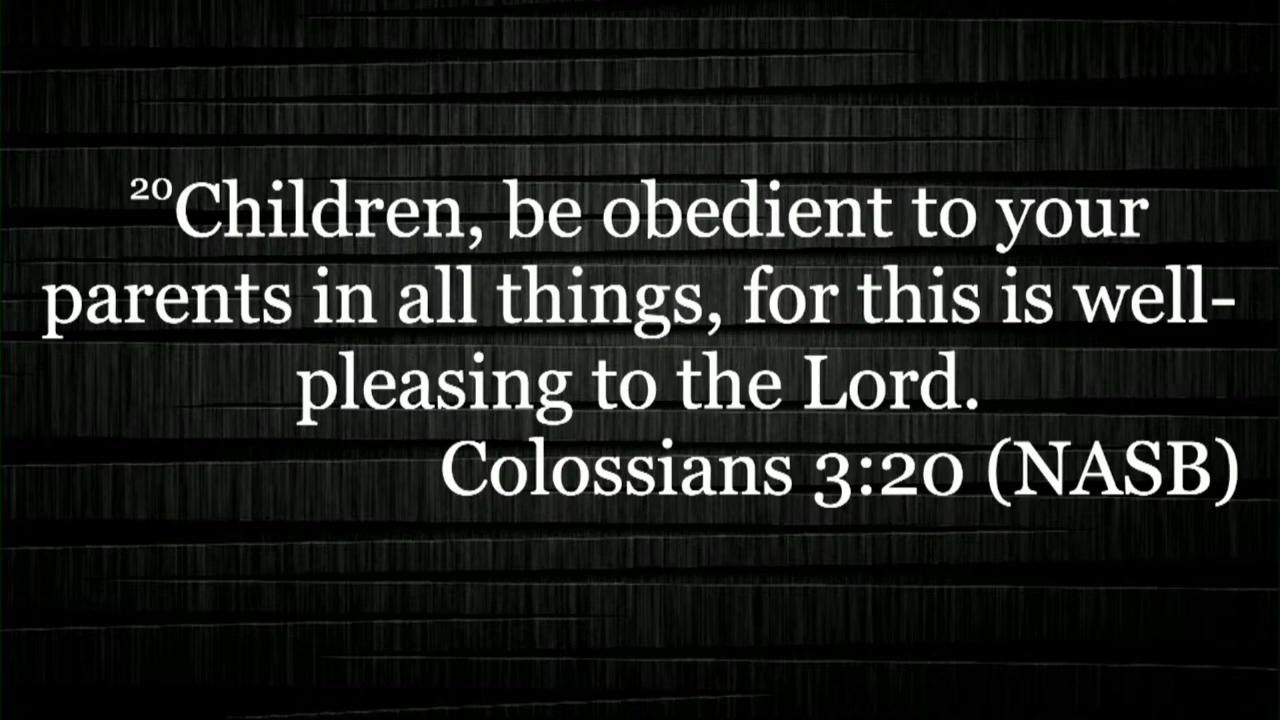 ²⁰Children, be obedient to your
parents in all things, for this is well-
pleasing to the Lord.
Colossians 3:20 (NASB)